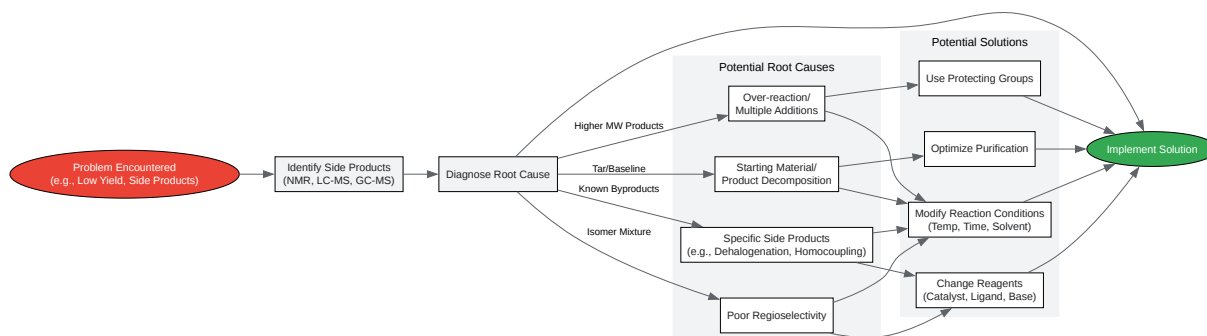 Potential Solutions
Potential Root Causes
Use Protecting Groups
Over-reaction/
Multiple Additions
Higher MW Products
Optimize Purification
Implement Solution
Problem Encountered
(e.g., Low Yield, Side Products)
Identify Side Products
(NMR, LC-MS, GC-MS)
Diagnose Root Cause
Tar/Baseline
Starting Material/
Product Decomposition
Known Byproducts
Modify Reaction Conditions
(Temp, Time, Solvent)
Isomer Mixture
Specific Side Products
(e.g., Dehalogenation, Homocoupling)
Change Reagents
(Catalyst, Ligand, Base)
Poor Regioselectivity